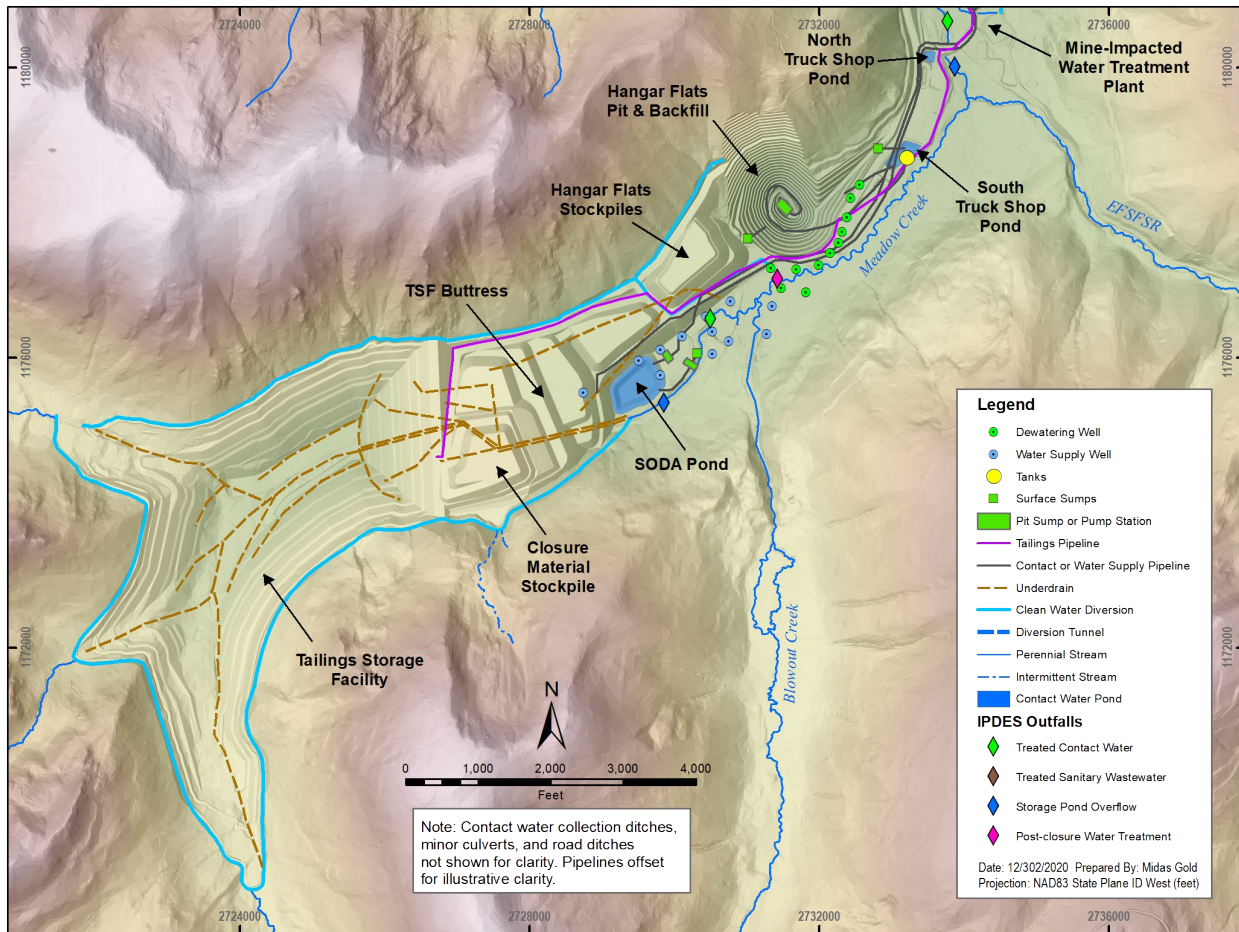 2724000
2728000
2732000
2736000
North
Truck Shop
Pond
Mine-Impacted
Water Treatment
Plant
1180000
1180000
Hangar Flats
Pit & Backfill
Hangar Flats
Stockpiles
South
Truck Shop
Pond
EFSFSR
Meadow Creek
TSF Buttress
1176000
1176000
SODA Pond
Closure
Material
Stockpile
Blowout Creek
Tailings Storage
Facility
1172000
1172000
N
0
1,000
2,000
3,000
4,000
Feet
Note: Contact water collection ditches,
minor culverts, and road ditches
not shown for clarity. Pipelines offset
for illustrative clarity.
Legend
Dewatering Well
Water Supply Well
Tanks
Surface Sumps
Pit Sump or Pump Station
Tailings Pipeline
Contact or Water Supply Pipeline
Underdrain
Clean Water Diversion
Diversion Tunnel
Perennial Stream
Intermittent Stream
Contact Water Pond
IPDES Outfalls
Treated Contact Water
Treated Sanitary Wastewater
Storage Pond Overflow
Post-closure Water Treatment
Date: 12/302/2020 Prepared By: Midas Gold
Projection: NAD83 State Plane ID West (feet)
2724000
2728000
2732000
2736000